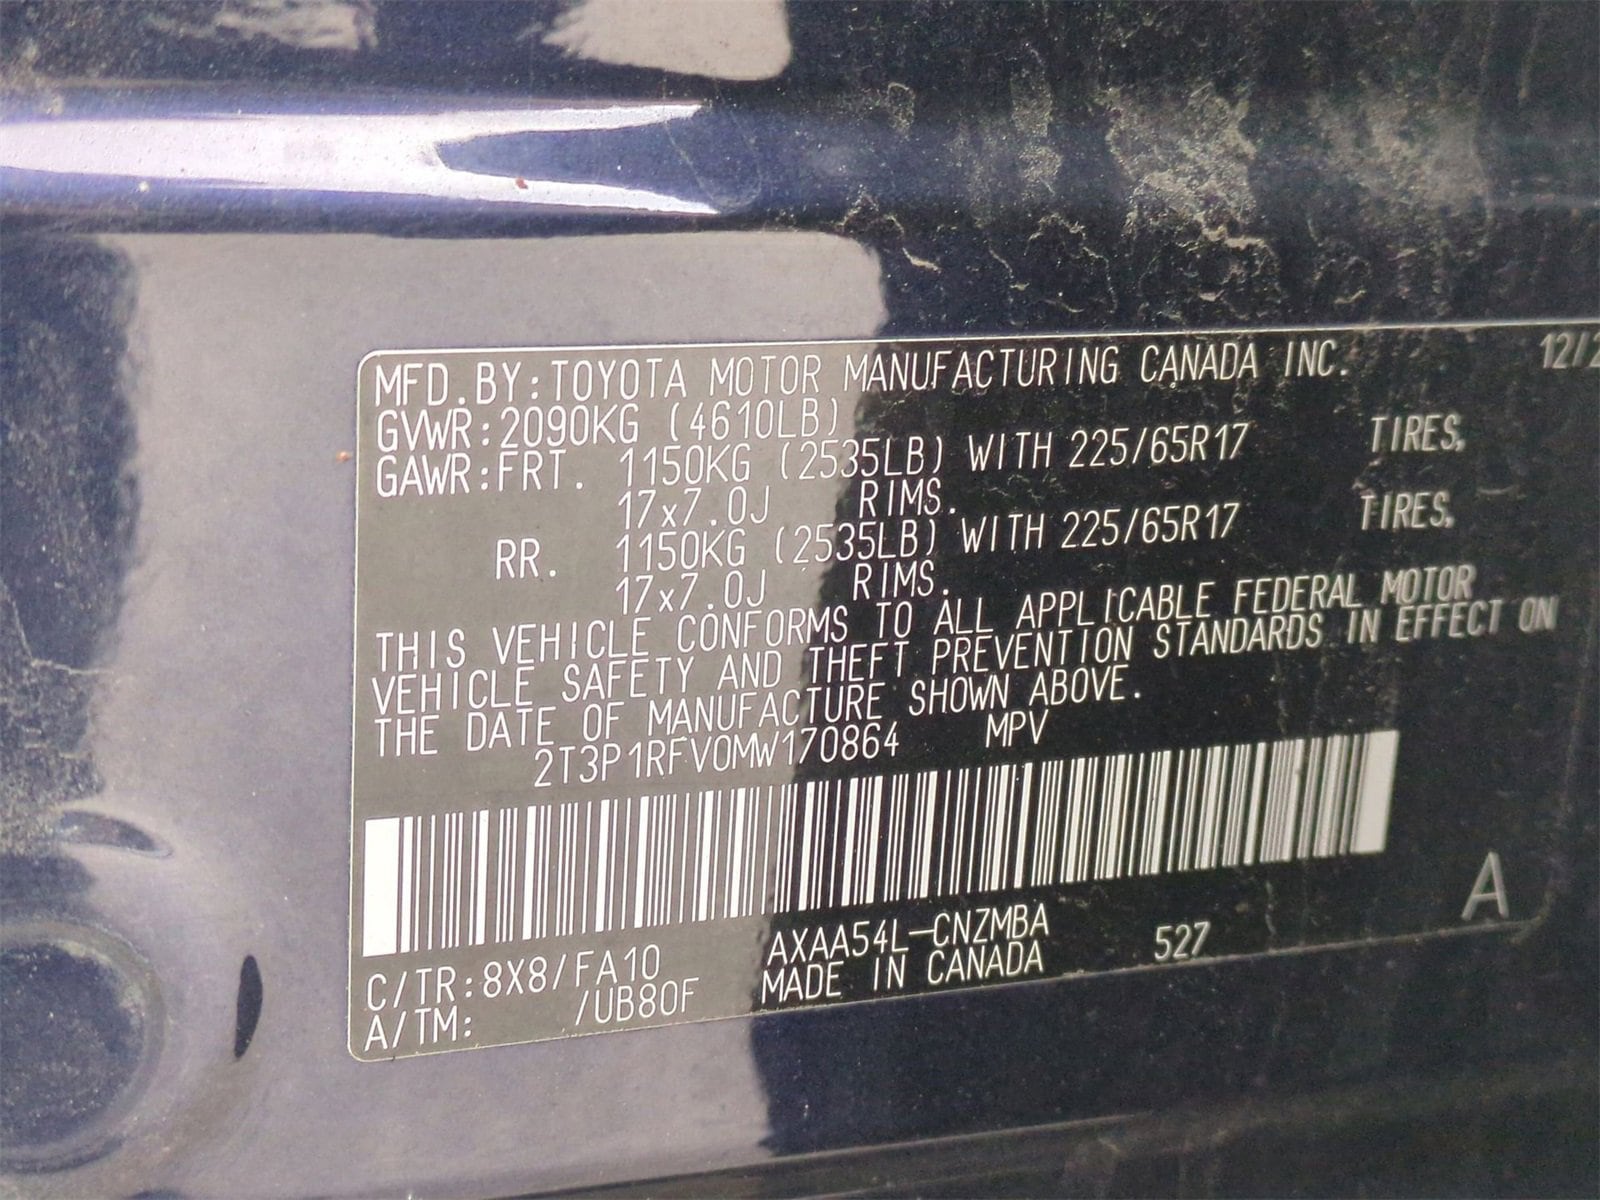 MFD.BY:TOYOTA MOTOR MANUFACTURING CANADA INC. 12/2
GVWR:2090KG (4610LB)
GAWR:FRT. 1150KG (2535LB) WITH 225/65R17 TIRES,
17x7.0J RIMS.
RR. 1150KG (2535LB) WITH 225/65R17 TIRES,
17x7.0J RIMS.
THIS VEHICLE CONFORMS TO ALL APPLICABLE FEDERAL MOTOR
VEHICLE SAFETY AND THEFT PREVENTION STANDARDS IN EFFECT ON
THE DATE OF MANUFACTURE SHOWN ABOVE.
2T3P1RFV0MW170864 MPV
AXAA54L-CNZMBA 527 A
C/TR:8X8/FA10 MADE IN CANADA
A/TM: /UB80F